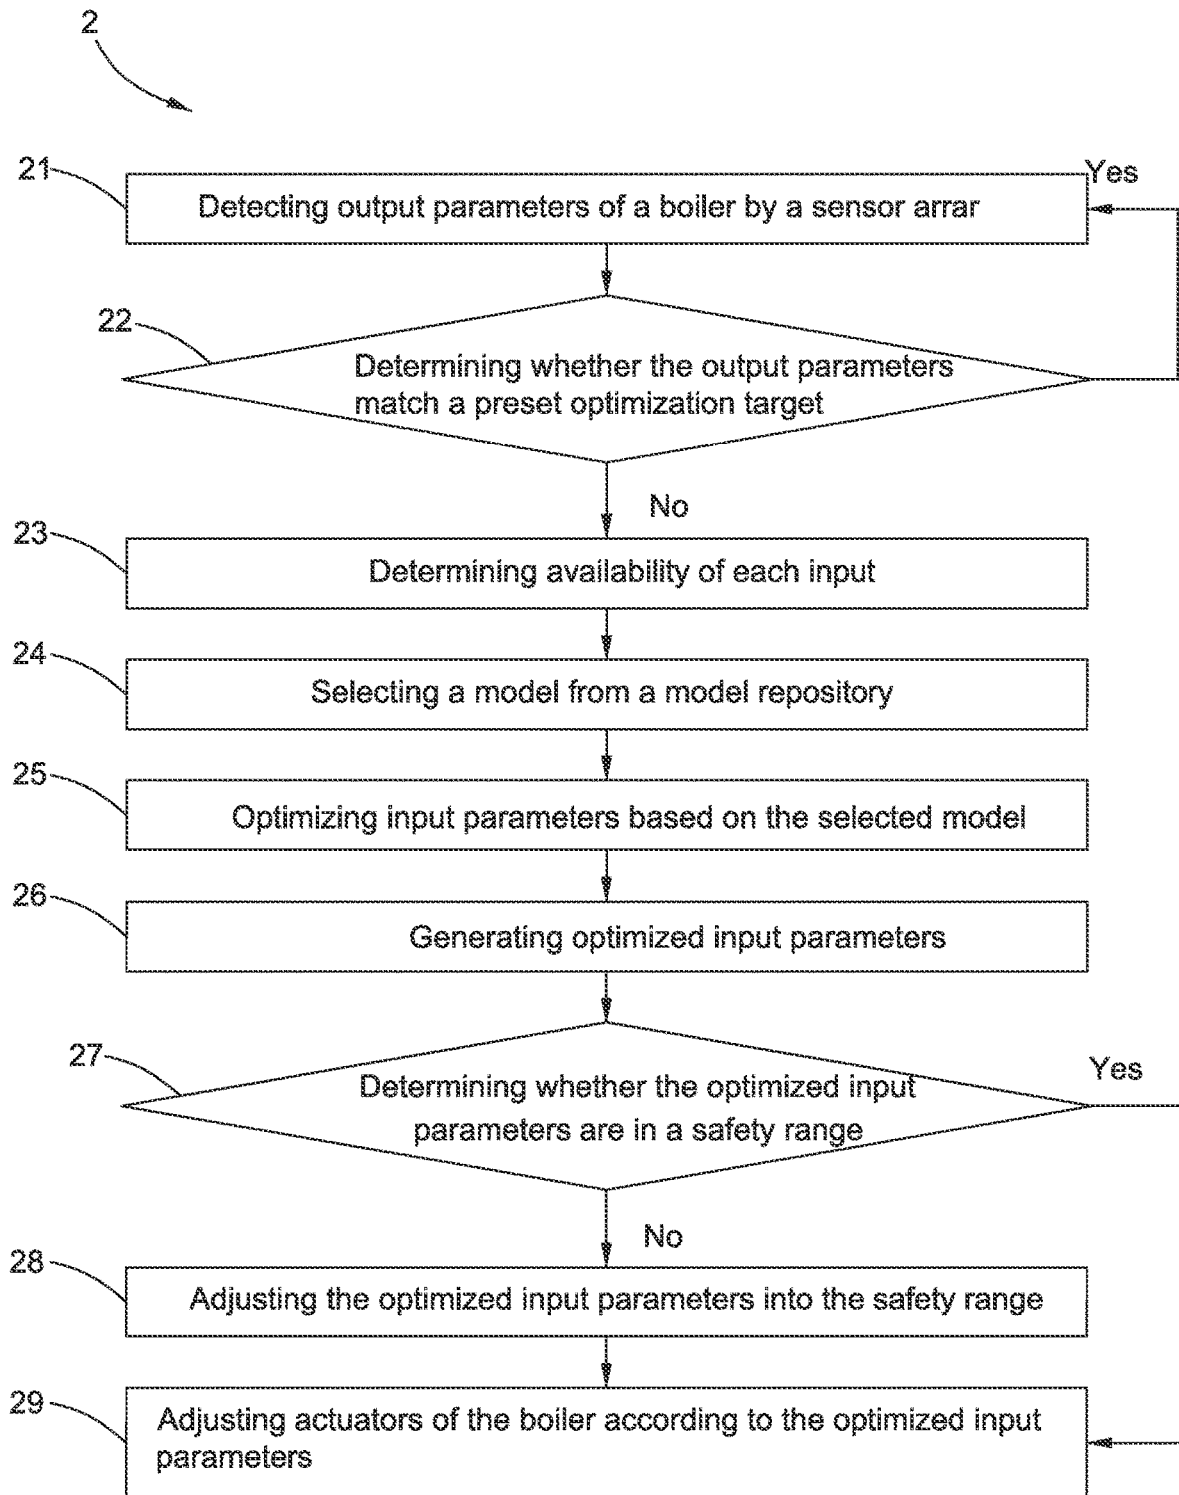 2
21
Yes
Detecting output parameters of a boiler by a sensor arrar
22
Determining whether the output parameters
match a preset optimization target
No
23
Determining availability of each input
24
Selecting a model from a model repository
25
Optimizing input parameters based on the selected model
26
Generating optimized input parameters
27
Yes
Determining whether the optimized input
parameters are in a safety range
No
28
Adjusting the optimized input parameters into the safety range
29
Adjusting actuators of the boiler according to the optimized input
parameters